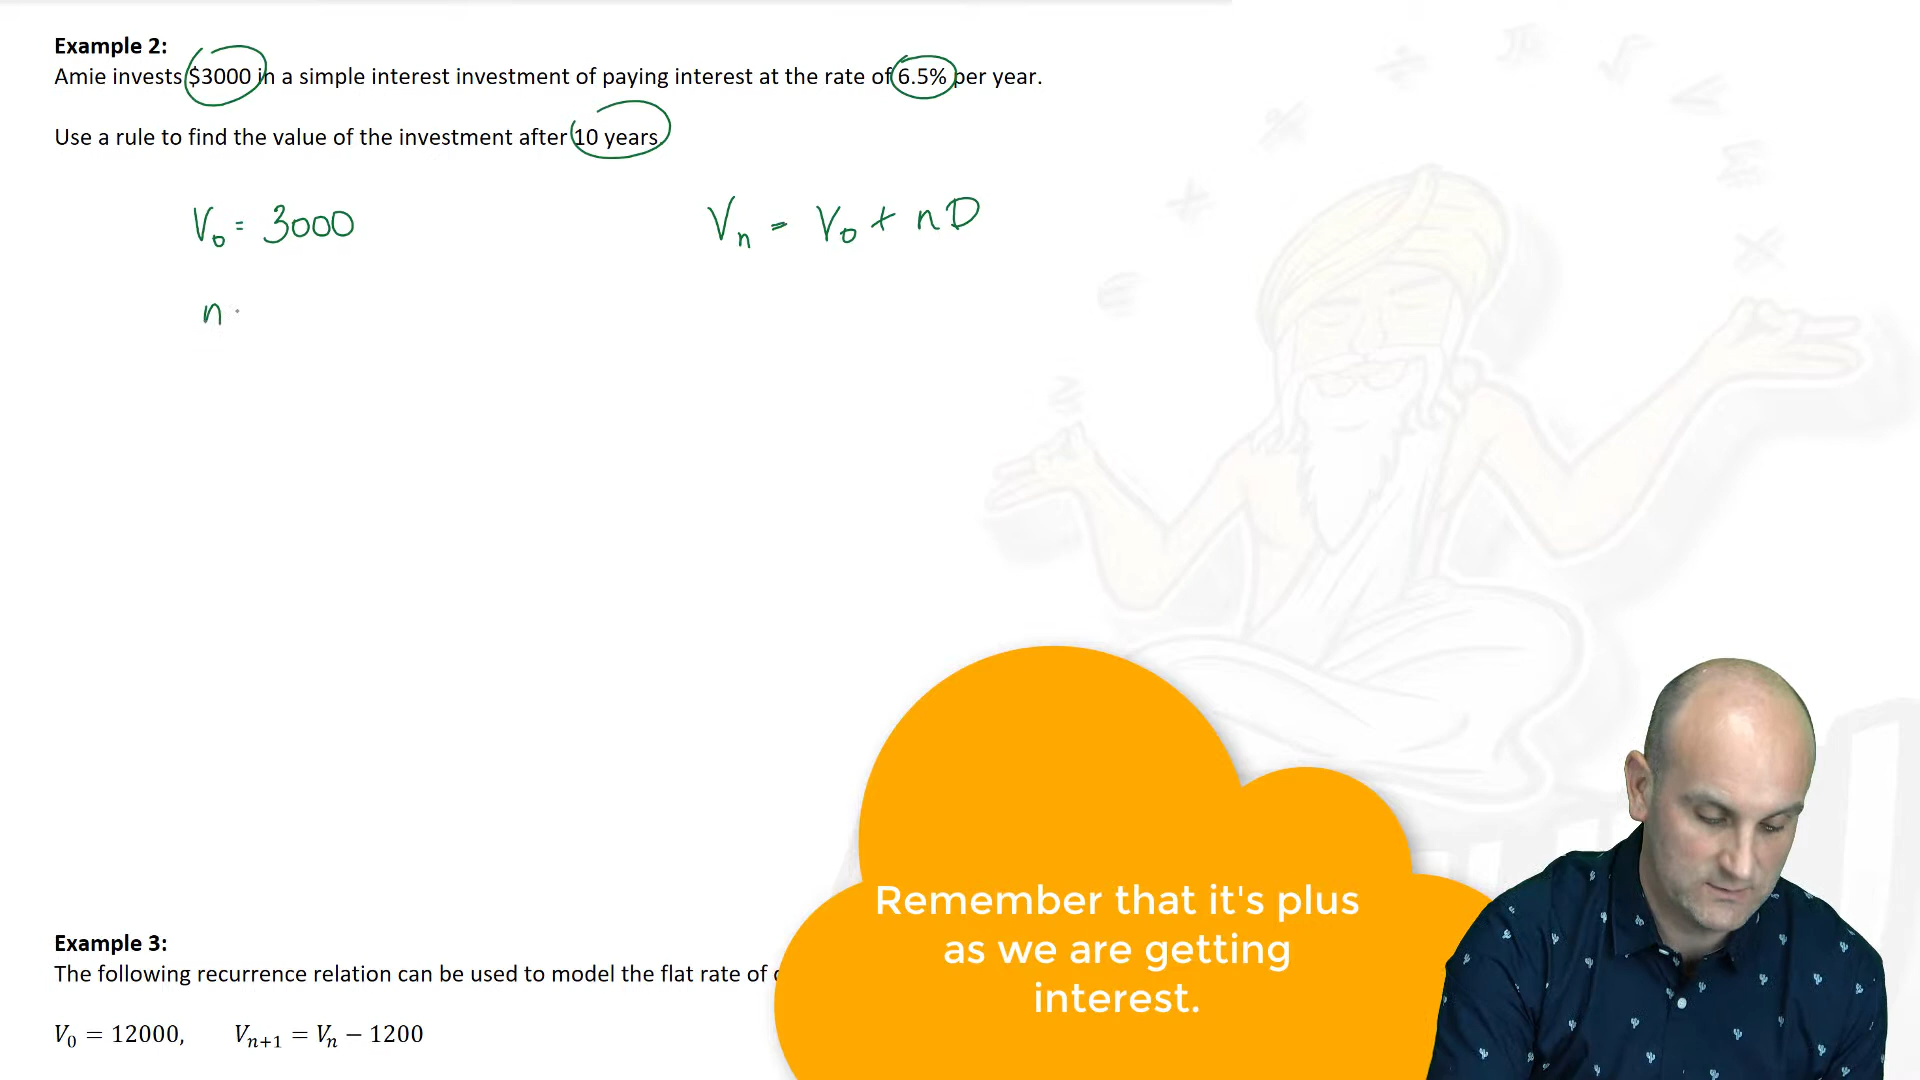 Example 2:
Amie invests $3000 in a simple interest investment of paying interest at the rate of 6.5% per year.
Use a rule to find the value of the investment after 10 years.
V₀ = 3000
Vₙ = V₀ + nD
n
Remember that it's plus
as we are getting
interest.
Example 3:
The following recurrence relation can be used to model the flat rate of
V₀ = 12000, Vₙ₊₁ = Vₙ − 1200